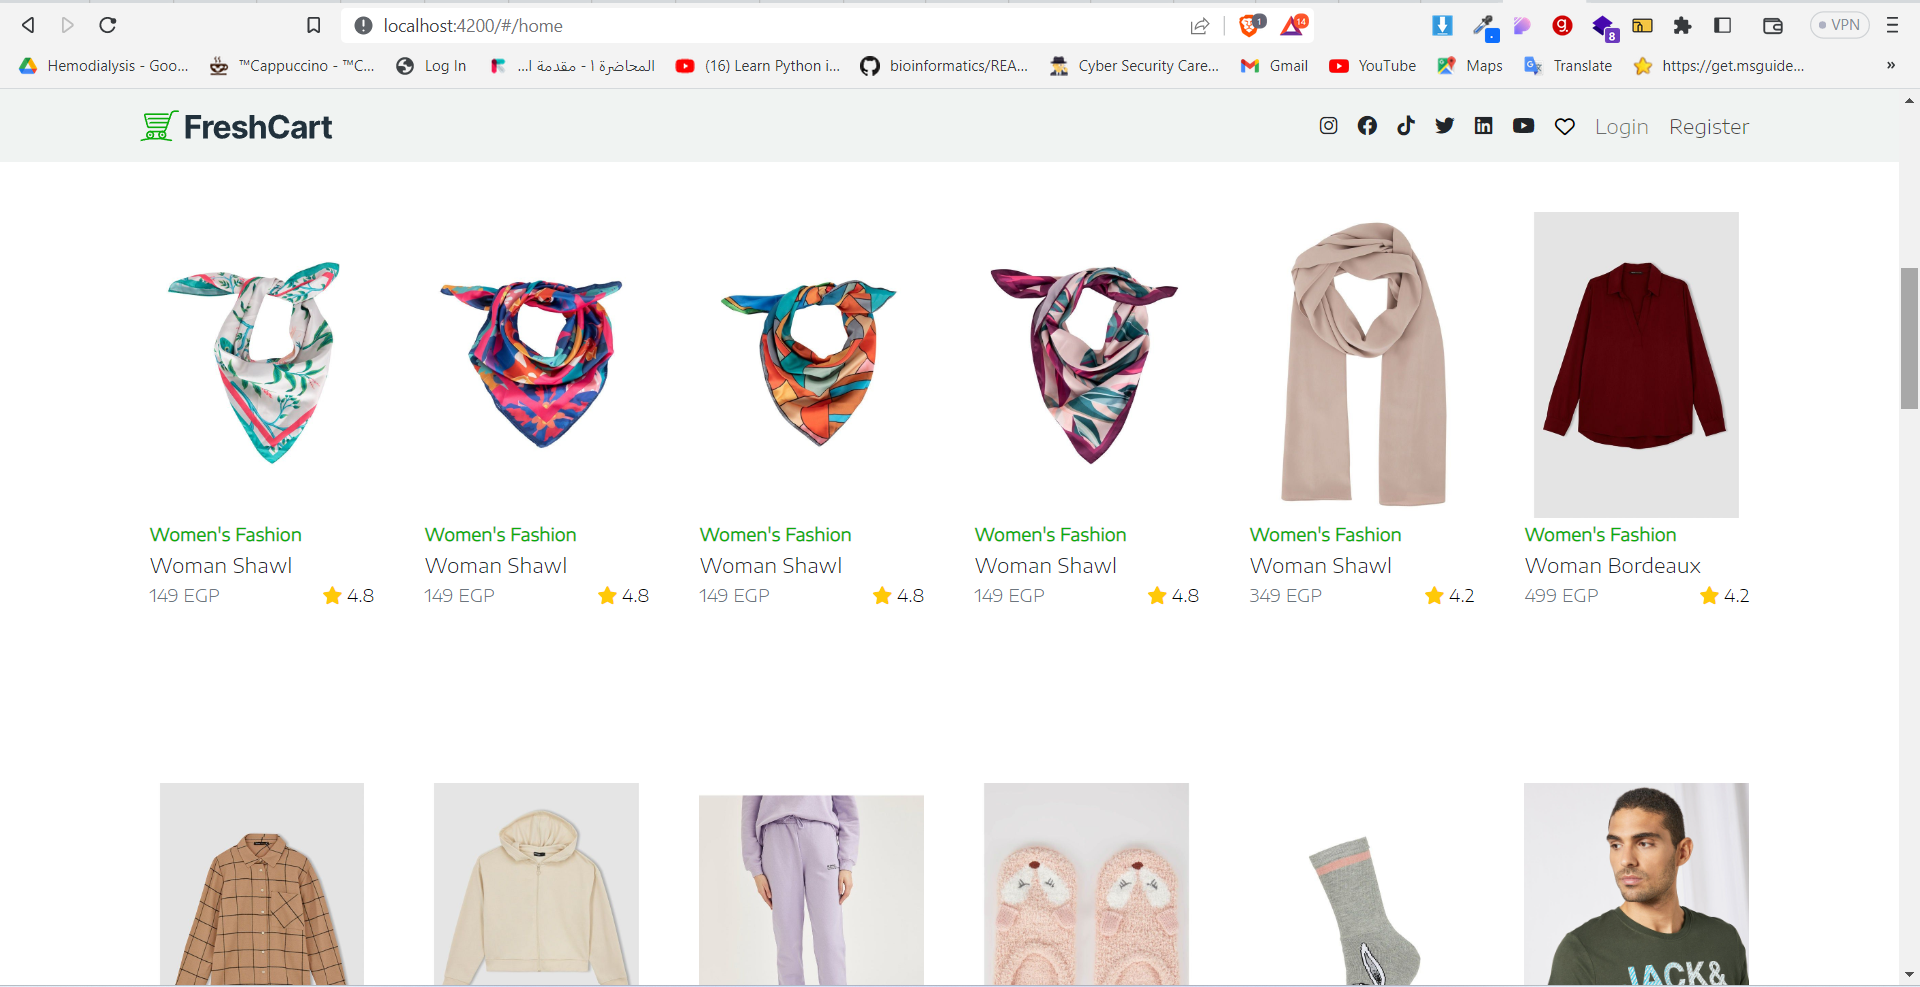 localhost:4200/#/home
1
14
8
VPN
Hemodialysis - Goo...
™Cappuccino - ™C...
Log In
المحاضرة ١ - مقدمة ا...
(16) Learn Python i...
bioinformatics/REA...
Cyber Security Care...
Gmail
YouTube
Maps
Translate
https://get.msguide...
»
FreshCart
Login
Register
Women's Fashion
Woman Shawl
149 EGP
4.8
Women's Fashion
Woman Shawl
149 EGP
4.8
Women's Fashion
Woman Shawl
149 EGP
4.8
Women's Fashion
Woman Shawl
149 EGP
4.8
Women's Fashion
Woman Shawl
349 EGP
4.2
Women's Fashion
Woman Bordeaux
499 EGP
4.2
JACK&